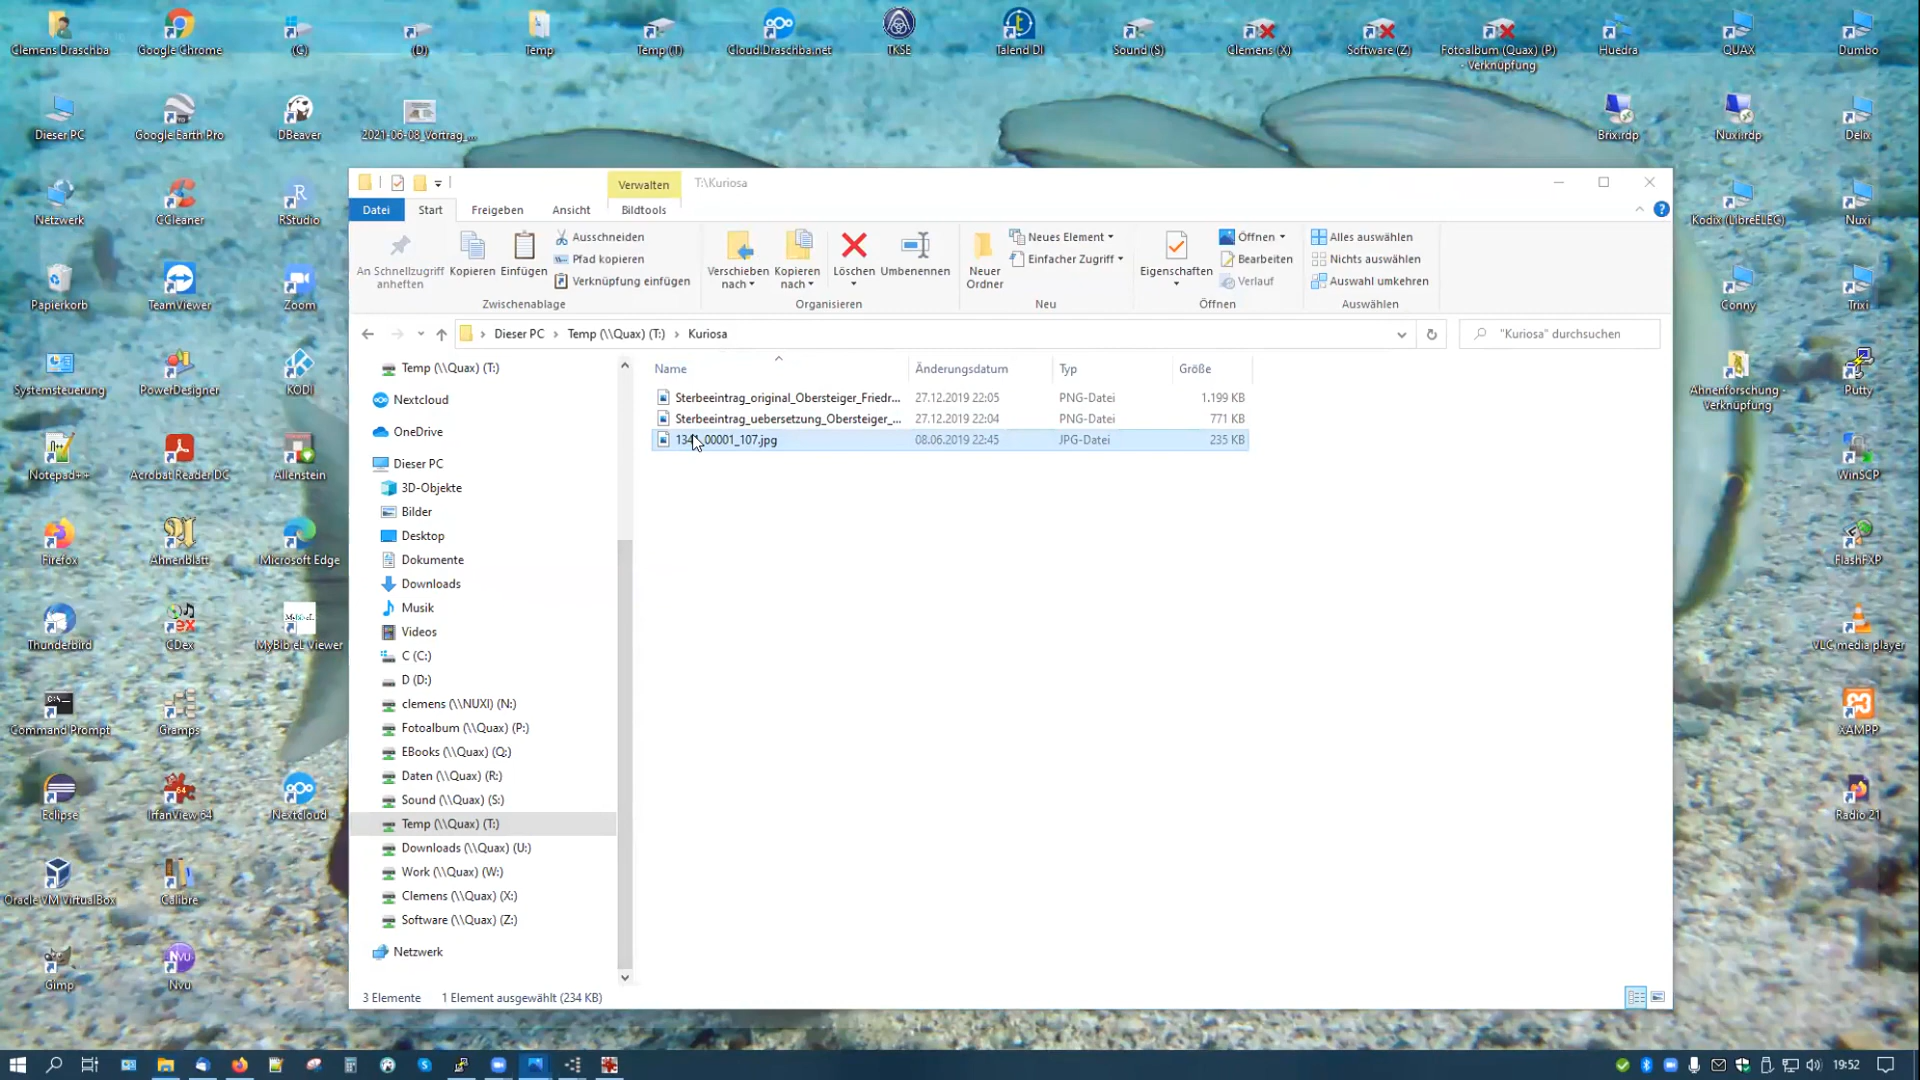 Clemens Draschba
Google Chrome
(C)
(D)
Temp
Temp (T)
Cloud.Draschba.net
TKSE
Talend DI
Sound (S)
Clemens (X)
Software (Z)
Fotoalbum (Quax) (P)
- Verknüpfung
Huedra
QUAX
Dumbo
Dieser PC
Google Earth Pro
DBeaver
2021-06-08_Vortrag_...
Brix.rdp
Nuxi.rdp
Delix
Netzwerk
CCleaner
RStudio
Kodix (LibreELEC)
Nuxi
Papierkorb
TeamViewer
Zoom
Conny
Trixi
Systemsteuerung
PowerDesigner
KODI
Ahnenforschung -
Verknüpfung
Putty
Notepad++
Acrobat Reader DC
Allenstein
WinSCP
Firefox
Ahnenblatt
Microsoft Edge
FlashFXP
Thunderbird
CDex
MyBib eL Viewer
VLC media player
Command Prompt
Gramps
XAMPP
Eclipse
IrfanView 64
Nextcloud
Radio 21
Oracle VM VirtualBox
Calibre
Gimp
Nvu
Verwalten
T:\Kuriosa
Datei
Start
Freigeben
Ansicht
Bildtools
An Schnellzugriff
anheften
Kopieren
Einfügen
Ausschneiden
Pfad kopieren
Verknüpfung einfügen
Zwischenablage
Verschieben
nach
Kopieren
nach
Löschen
Umbenennen
Organisieren
Neuer
Ordner
Neues Element
Einfacher Zugriff
Neu
Eigenschaften
Öffnen
Bearbeiten
Verlauf
Öffnen
Alles auswählen
Nichts auswählen
Auswahl umkehren
Auswählen
Dieser PC
Temp (\\Quax) (T:)
Kuriosa
"Kuriosa" durchsuchen
Temp (\\Quax) (T:)
Nextcloud
OneDrive
Dieser PC
3D-Objekte
Bilder
Desktop
Dokumente
Downloads
Musik
Videos
C (C:)
D (D:)
clemens (\\NUXI) (N:)
Fotoalbum (\\Quax) (P:)
EBooks (\\Quax) (Q:)
Daten (\\Quax) (R:)
Sound (\\Quax) (S:)
Temp (\\Quax) (T:)
Downloads (\\Quax) (U:)
Work (\\Quax) (W:)
Clemens (\\Quax) (X:)
Software (\\Quax) (Z:)
Netzwerk
Name Änderungsdatum Typ Größe
Sterbeeintrag_original_Obersteiger_Friedr... 27.12.2019 22:05 PNG-Datei 1.199 KB
Sterbeeintrag_uebersetzung_Obersteiger_... 27.12.2019 22:04 PNG-Datei 771 KB
08.06.2019 22:45 JPG-Datei 235 KB
3 Elemente 1 Element ausgewählt (234 KB)
19:52